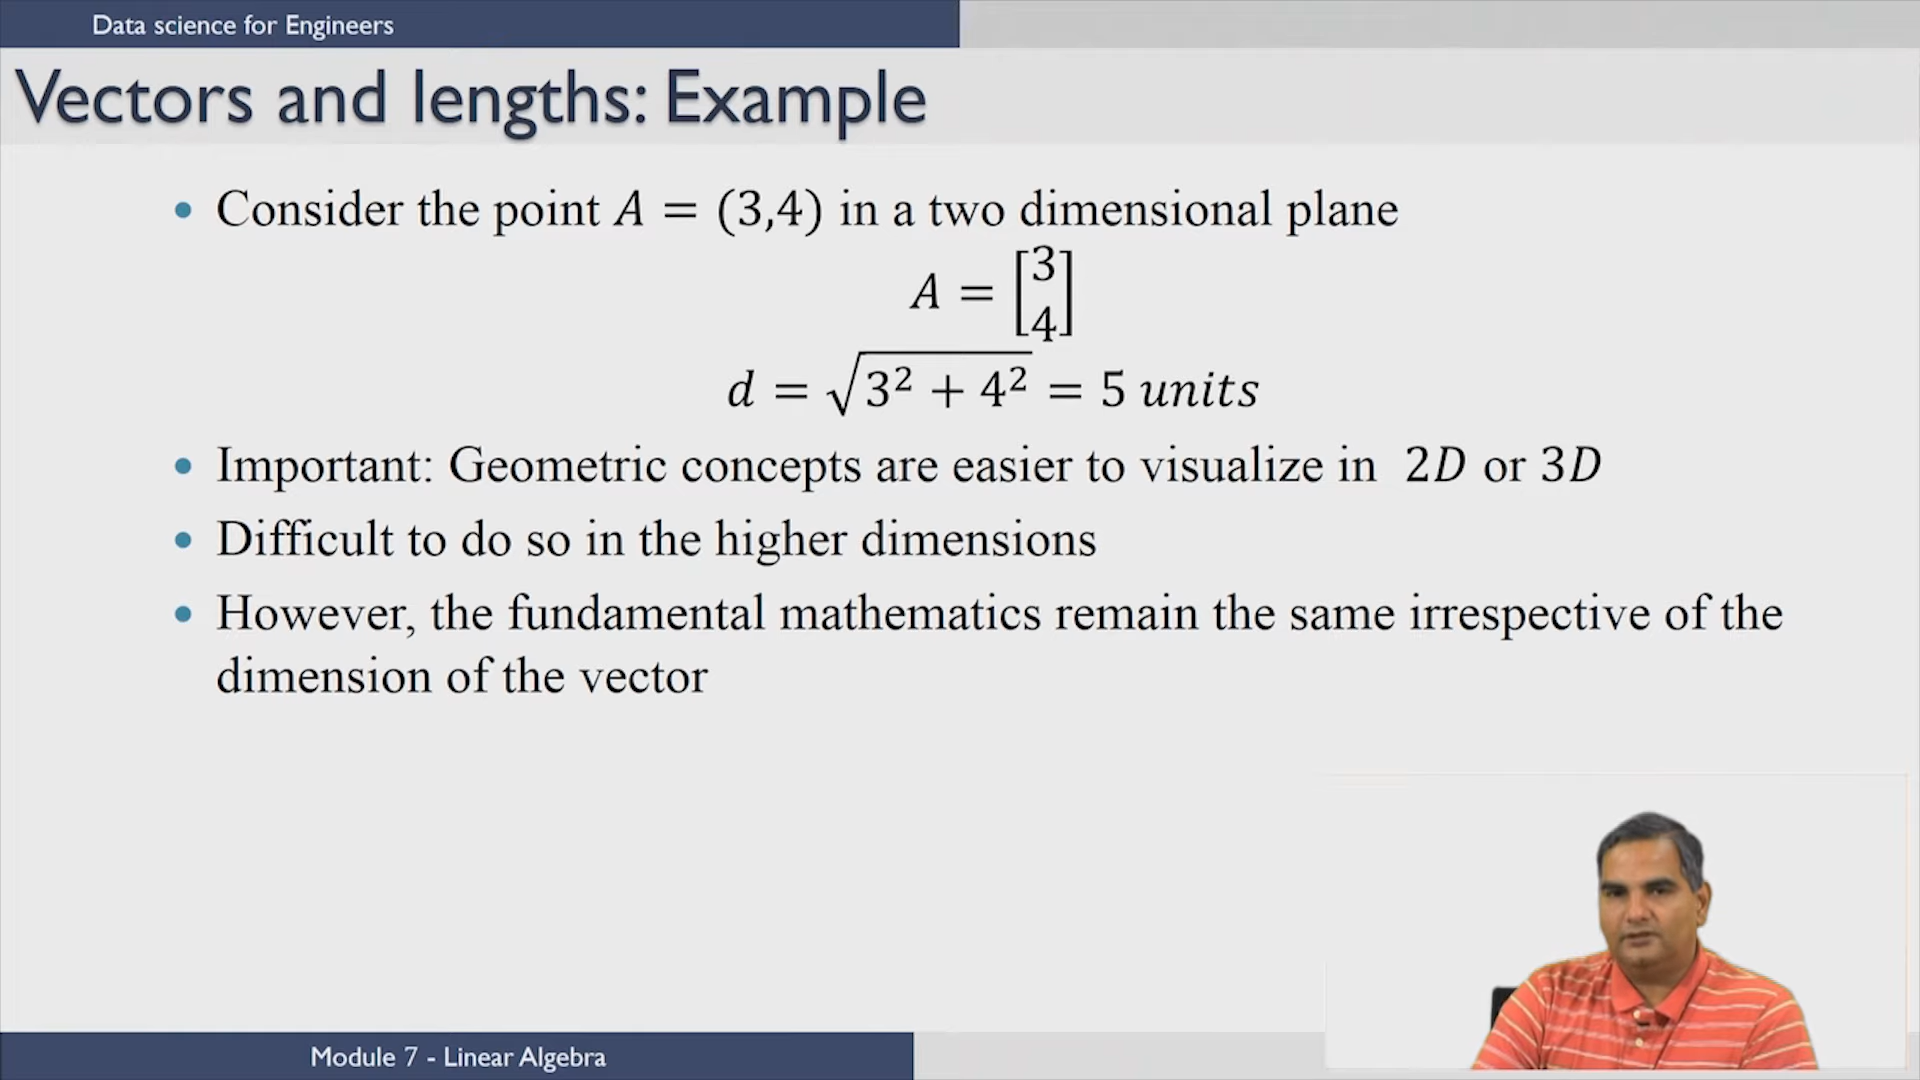 Data science for Engineers
Vectors and lengths: Example
• Consider the point A = (3,4) in a two dimensional plane
A = [3 4]
d = √3² + 4² = 5 units
• Important: Geometric concepts are easier to visualize in 2D or 3D
• Difficult to do so in the higher dimensions
• However, the fundamental mathematics remain the same irrespective of the
dimension of the vector
Module 7 - Linear Algebra